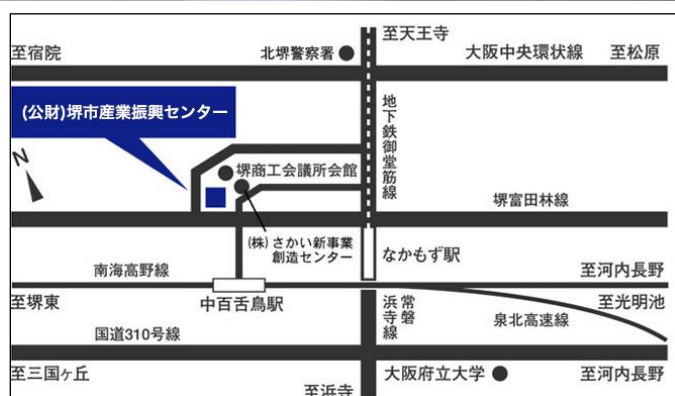 至天王寺
至宿院
北堺警察署
大阪中央環状線
至松原
(公財)堺市産業振興センター
地下鉄御堂筋線
N
堺商工会議所会館
堺富田林線
(株)さかい新事業
創造センター
なかもず駅
南海高野線
至河内長野
至堺東
中百舌鳥駅
常磐
浜寺線
至光明池
泉北高速線
国道310号線
至三国ヶ丘
大阪府立大学
至河内長野
至浜寺